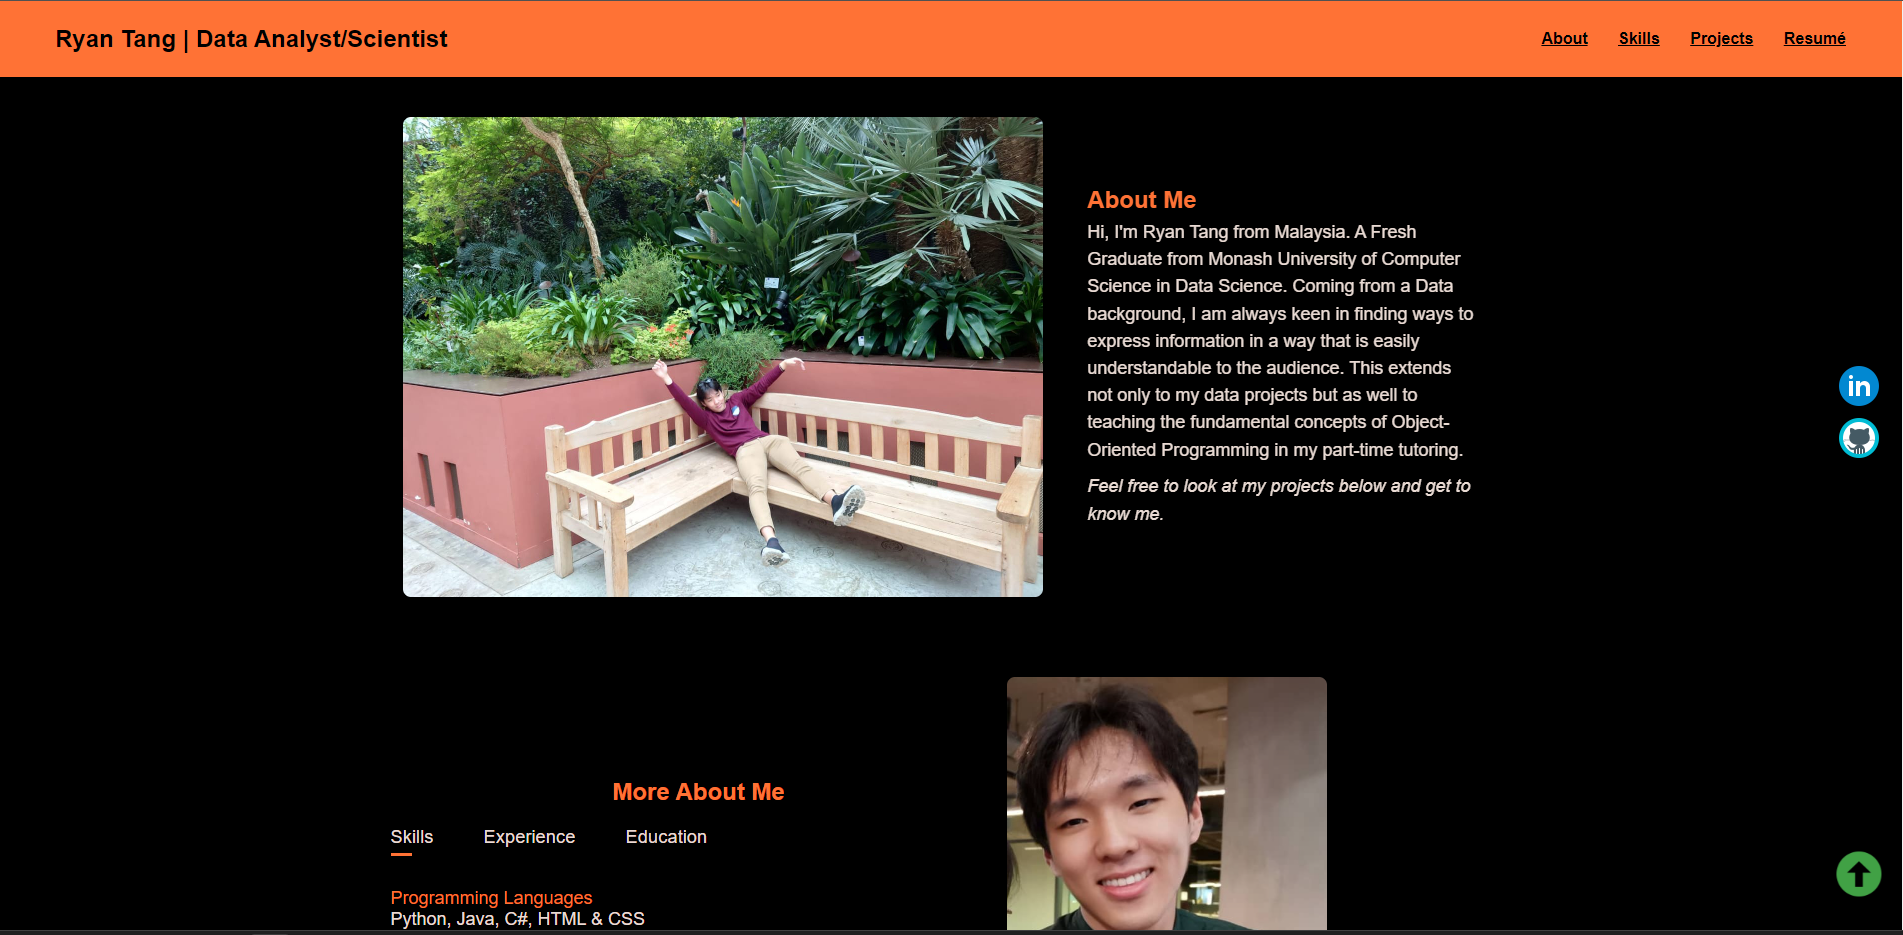 Ryan Tang | Data Analyst/Scientist
About Skills Projects Resumé
About Me
Hi, I'm Ryan Tang from Malaysia. A Fresh
Graduate from Monash University of Computer
Science in Data Science. Coming from a Data
background, I am always keen in finding ways to
express information in a way that is easily
understandable to the audience. This extends
not only to my data projects but as well to
teaching the fundamental concepts of Object-
Oriented Programming in my part-time tutoring.
Feel free to look at my projects below and get to
know me.
in
More About Me
Skills Experience Education
Programming Languages
Python, Java, C#, HTML & CSS